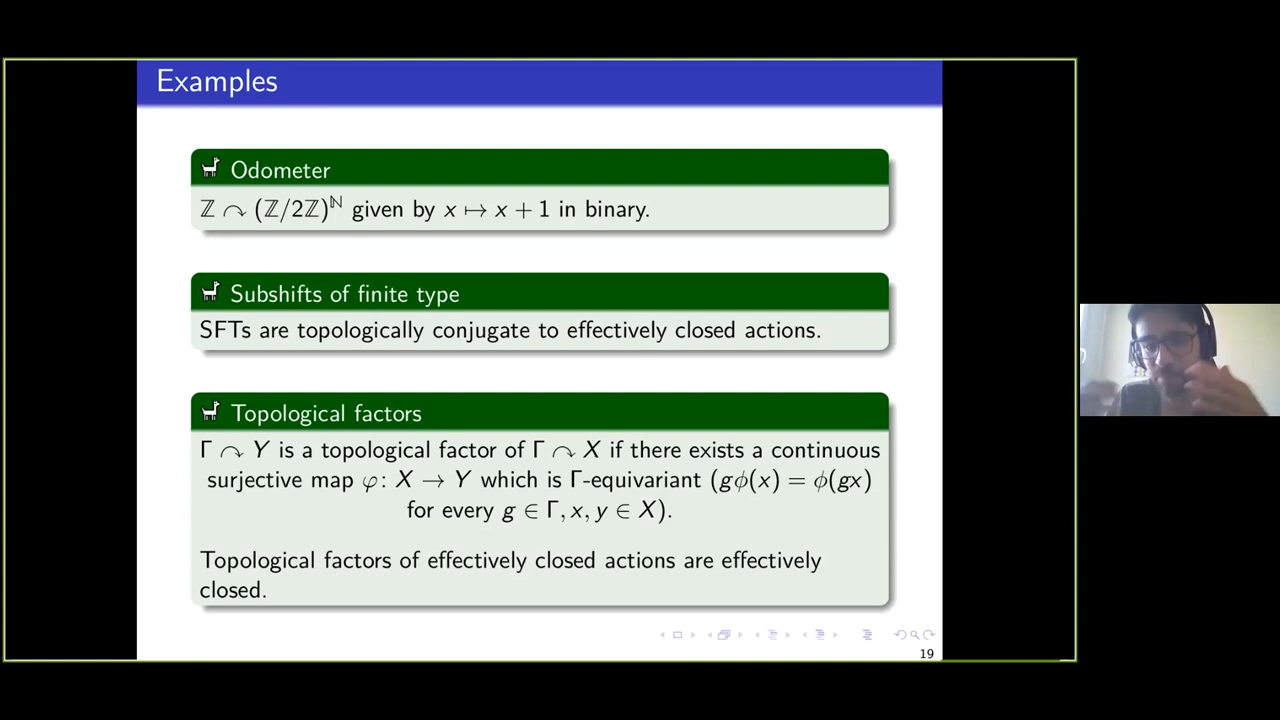 Examples
Odometer
ℤ ↷ (ℤ/2ℤ)^ℕ given by x ↦ x + 1 in binary.
Subshifts of finite type
SFTs are topologically conjugate to effectively closed actions.
Topological factors
Γ ↷ Y is a topological factor of Γ ↷ X if there exists a continuous
surjective map φ: X → Y which is Γ-equivariant (gϕ(x) = ϕ(gx)
for every g ∈ Γ, x, y ∈ X).
Topological factors of effectively closed actions are effectively
closed.
19